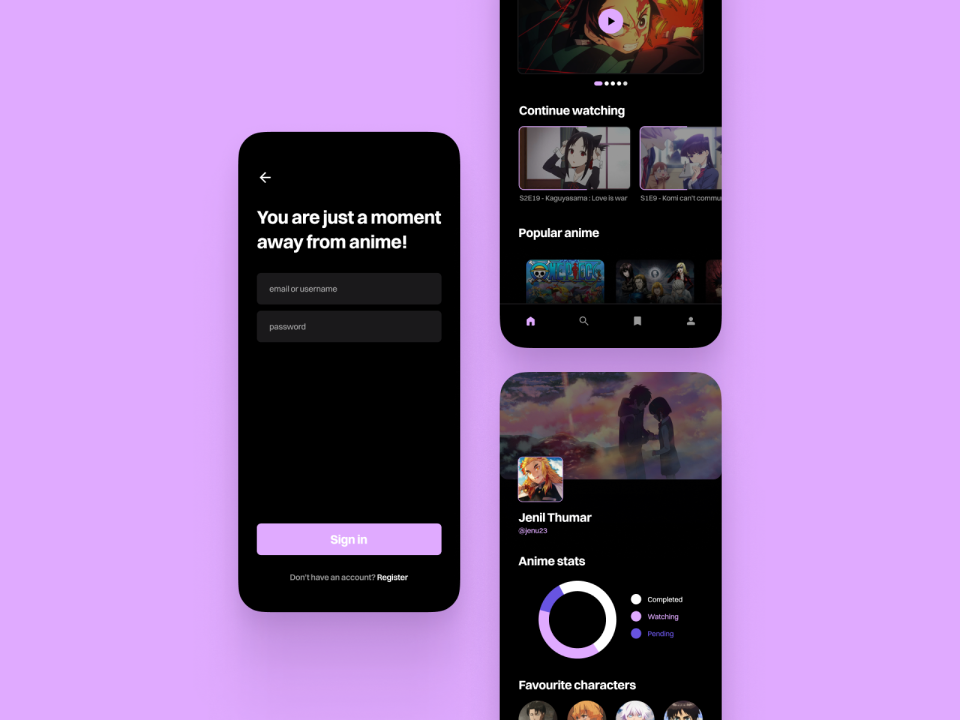 You are just a moment
away from anime!
email or username
password
Sign in
Don't have an account? Register
Continue watching
S2E19 - Kaguyasama : Love is war
S1E9 - Komi can't commu
Popular anime
ONE PIECE
Jenil Thumar
@jenu23
Anime stats
Completed
Watching
Pending
Favourite characters